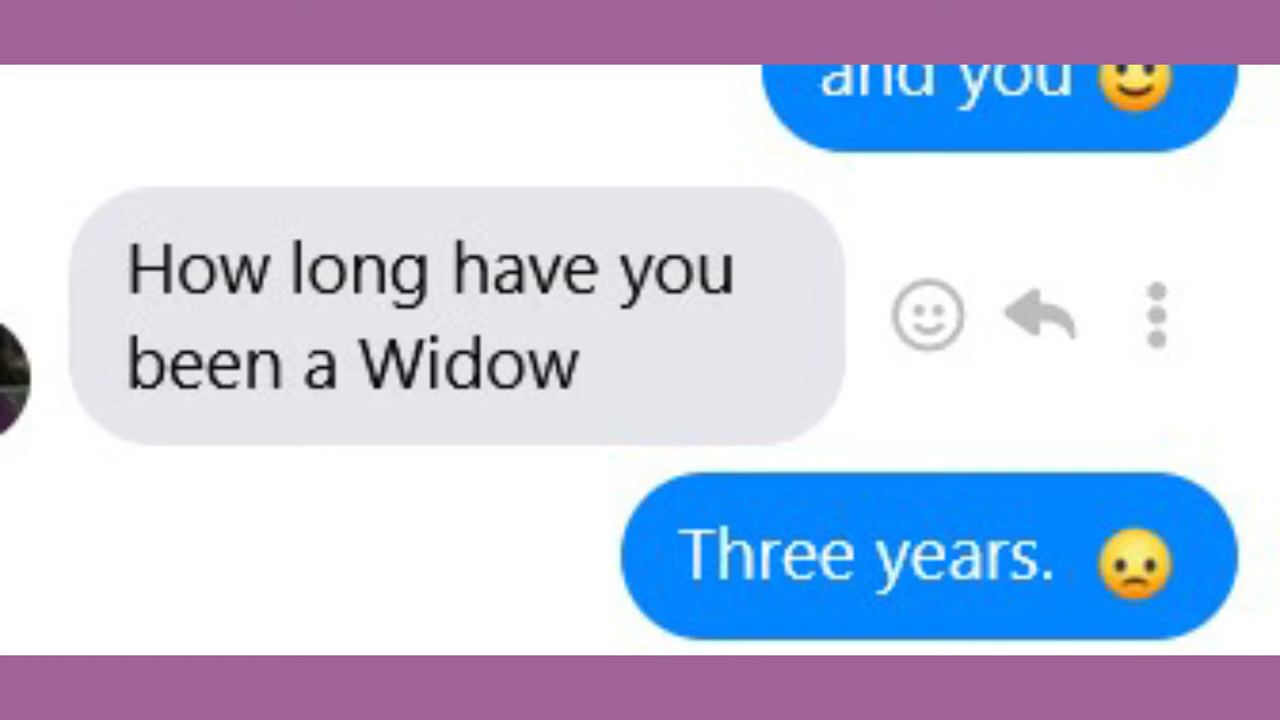 and you 🙂
How long have you
been a Widow
Three years. 🙁